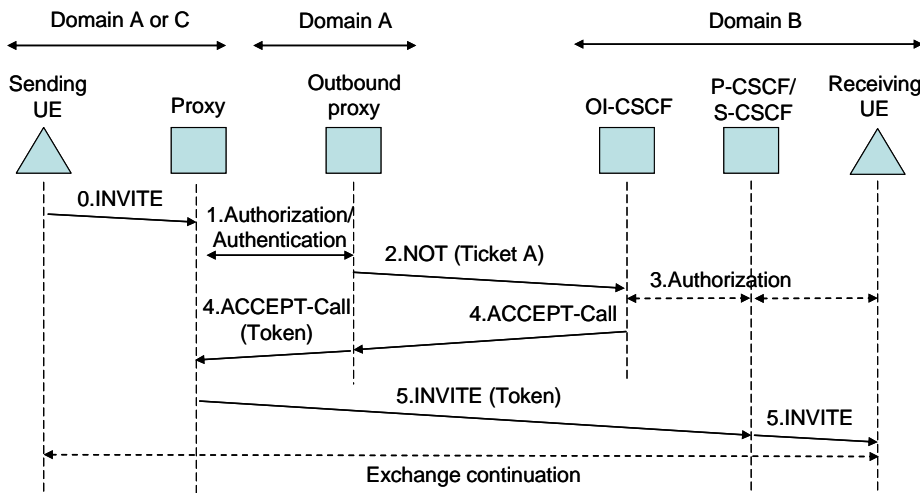 Domain A or C
Domain A
Domain B
Sending
UE
Proxy
Outbound
proxy
OI-CSCF
P-CSCF/
S-CSCF
Receiving
UE
0.INVITE
1.Authorization/
Authentication
2.NOT (Ticket A)
3.Authorization
4.ACCEPT-Call
(Token)
4.ACCEPT-Call
5.INVITE (Token)
5.INVITE
Exchange continuation